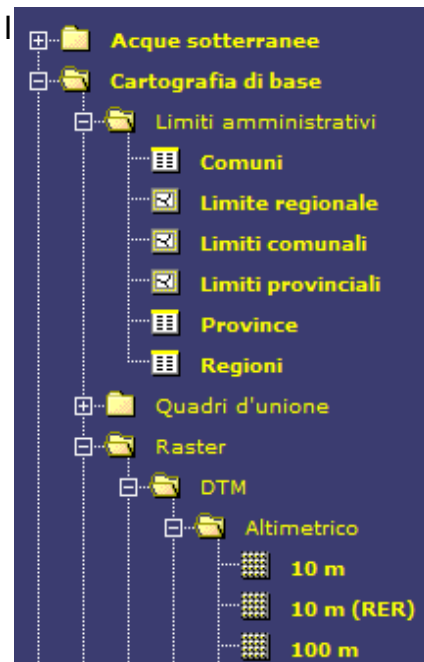 I
Acque sotterranee
Cartografia di base
Limiti amministrativi
Comuni
Limite regionale
Limiti comunali
Limiti provinciali
Province
Regioni
Quadri d'unione
Raster
DTM
Altimetrico
10 m
10 m (RER)
100 m